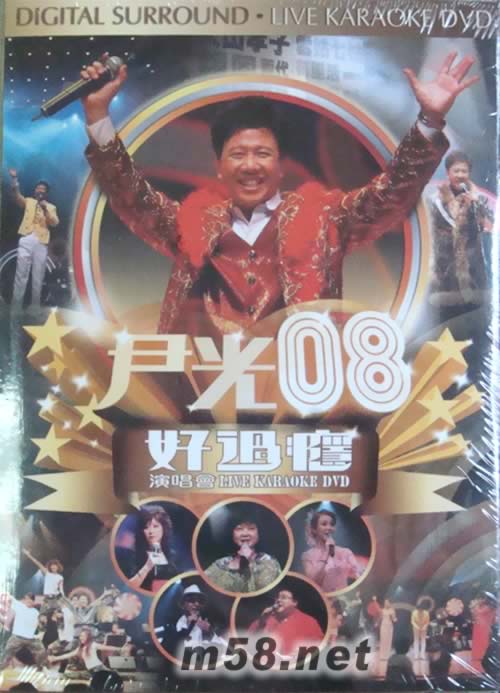 DIGITAL SURROUND • LIVE KARAOKE DVD
尹光08
好過癮
演唱會 LIVE KARAOKE DVD
m58.net